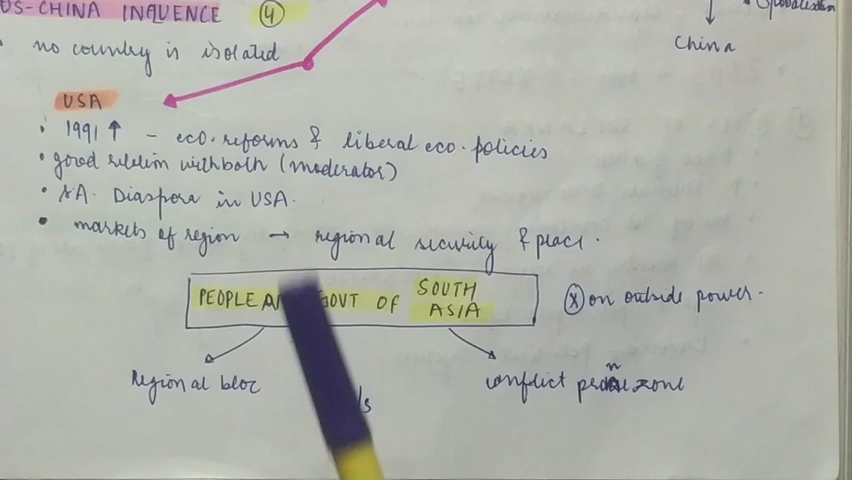 US-CHINA INFLUENCE ④
no country is isolated
China
USA
• 1991 ↑ - eco. reforms & liberal eco. policies
• good relation with both (moderator)
• S.A. Diaspora in USA.
• markets of region → regional security & peace.
PEOPLE GOVT OF SOUTH ASIA
ⓧ on outside power.
Regional bloc
conflict prone zone